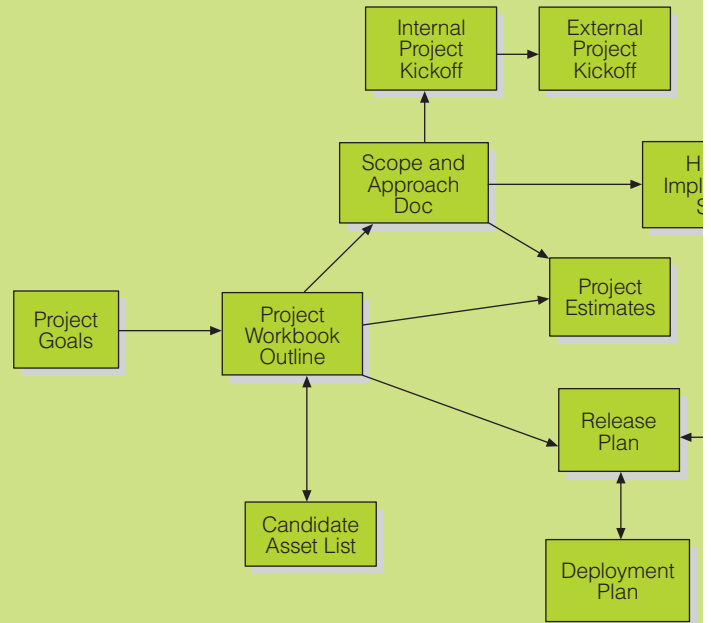 Internal
Project
Kickoff
External
Project
Kickoff
Scope and
Approach
Doc
Project
Goals
Project
Workbook
Outline
Project
Estimates
Release
Plan
Candidate
Asset List
Deployment
Plan